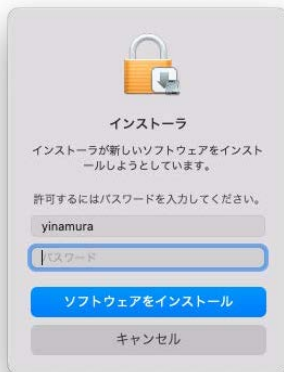 インストーラ
インストーラが新しいソフトウェアをインスト
ールしようとしています。
許可するにはパスワードを入力してください。
yinamura
パスワード
ソフトウェアをインストール
キャンセル